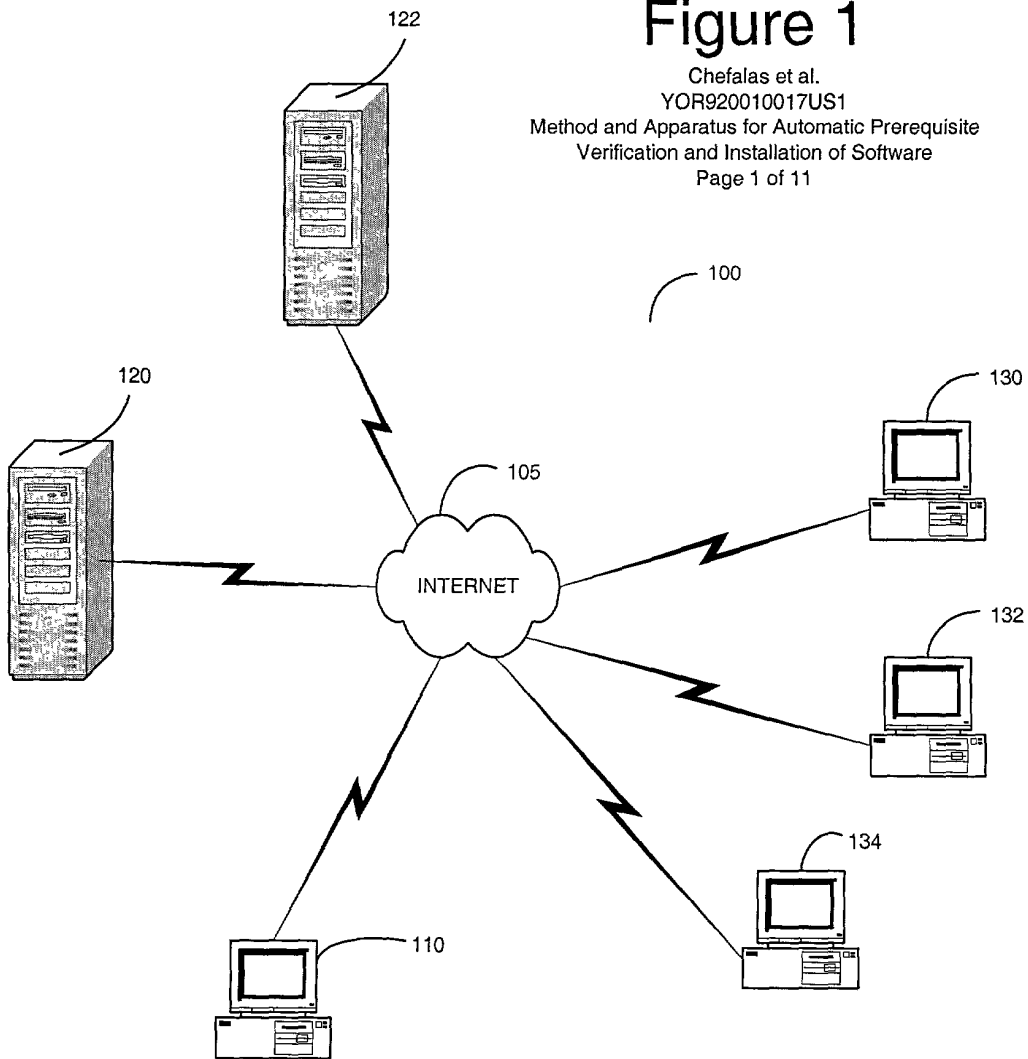 Figure 1
Chefalas et al.
YOR920010017US1
Method and Apparatus for Automatic Prerequisite
Verification and Installation of Software
Page 1 of 11
122
100
120
130
105
INTERNET
132
134
110